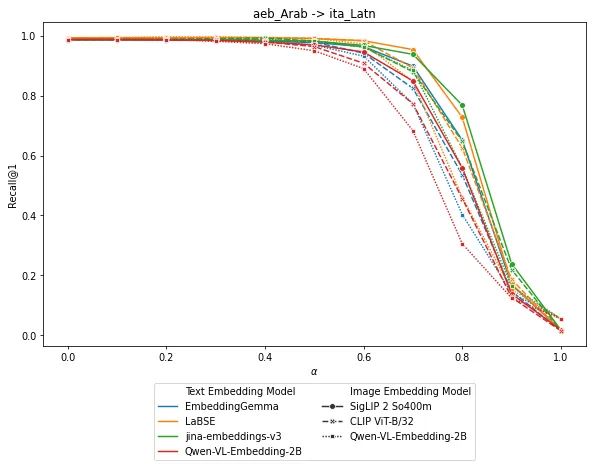 aeb_Arab -> ita_Latn
1.0
0.8
0.6
0.4
0.2
0.0
Recall@1
0.0 0.2 0.4 0.6 0.8 1.0
α
Text Embedding Model Image Embedding Model
EmbeddingGemma SigLIP 2 So400m
LaBSE CLIP ViT-B/32
jina-embeddings-v3 Qwen-VL-Embedding-2B
Qwen-VL-Embedding-2B